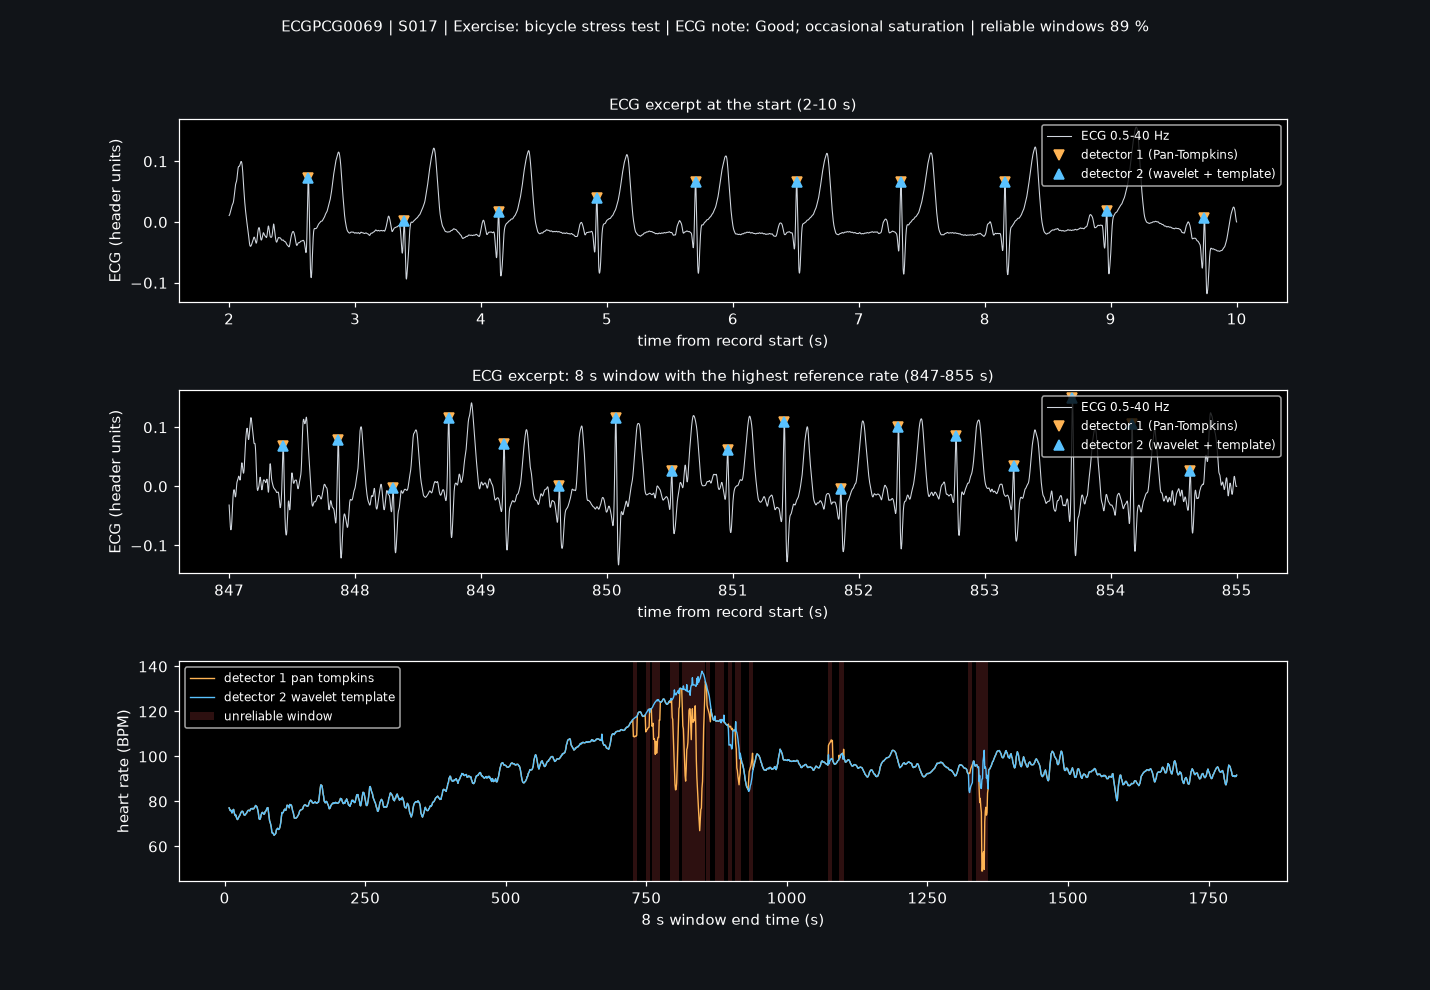 ECGPCG0069 | S017 | Exercise: bicycle stress test | ECG note: Good; occasional saturation | reliable windows 89 %
ECG excerpt at the start (2-10 s)
ECG (header units)
0.1
0.0
−0.1
ECG 0.5-40 Hz
detector 1 (Pan-Tompkins)
detector 2 (wavelet + template)
2 3 4 5 6 7 8 9 10
time from record start (s)
ECG excerpt: 8 s window with the highest reference rate (847-855 s)
ECG (header units)
0.1
0.0
−0.1
ECG 0.5-40 Hz
detector 1 (Pan-Tompkins)
detector 2 (wavelet + template)
847 848 849 850 851 852 853 854 855
time from record start (s)
heart rate (BPM)
140
120
100
80
60
detector 1 pan tompkins
detector 2 wavelet template
unreliable window
0 250 500 750 1000 1250 1500 1750
8 s window end time (s)